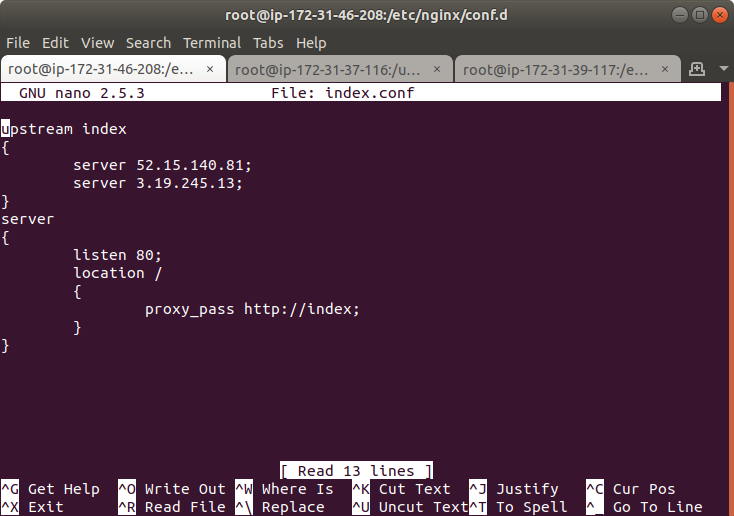 root@ip-172-31-46-208:/etc/nginx/conf.d
File Edit View Search Terminal Tabs Help
root@ip-172-31-46-208:/e... × root@ip-172-31-37-116:/u... × root@ip-172-31-39-117:/e... ×
GNU nano 2.5.3 File: index.conf
upstream index
{
server 52.15.140.81;
server 3.19.245.13;
}
server
{
listen 80;
location /
{
proxy_pass http://index;
}
}
[ Read 13 lines ]
^G Get Help ^O Write Out ^W Where Is ^K Cut Text ^J Justify ^C Cur Pos
^X Exit ^R Read File ^\ Replace ^U Uncut Text ^T To Spell ^_ Go To Line